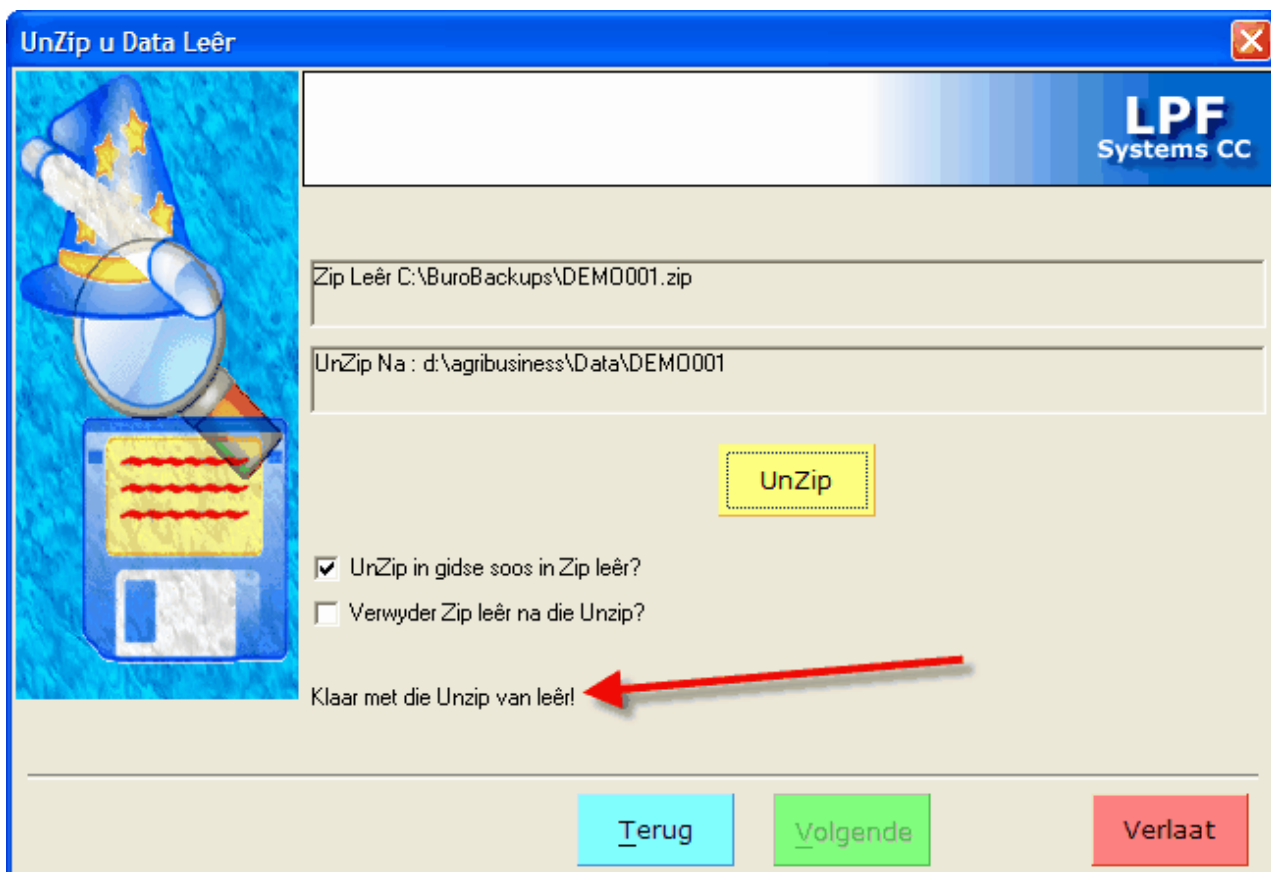 UnZip u Data Leêr
LPF
Systems CC
Zip Leêr C:\BuroBackups\DEMO001.zip
UnZip Na : d:\agribusiness\Data\DEMO001
UnZip
UnZip in gidse soos in Zip leêr?
Verwyder Zip leêr na die Unzip?
Klaar met die Unzip van leêr!
Terug
Volgende
Verlaat